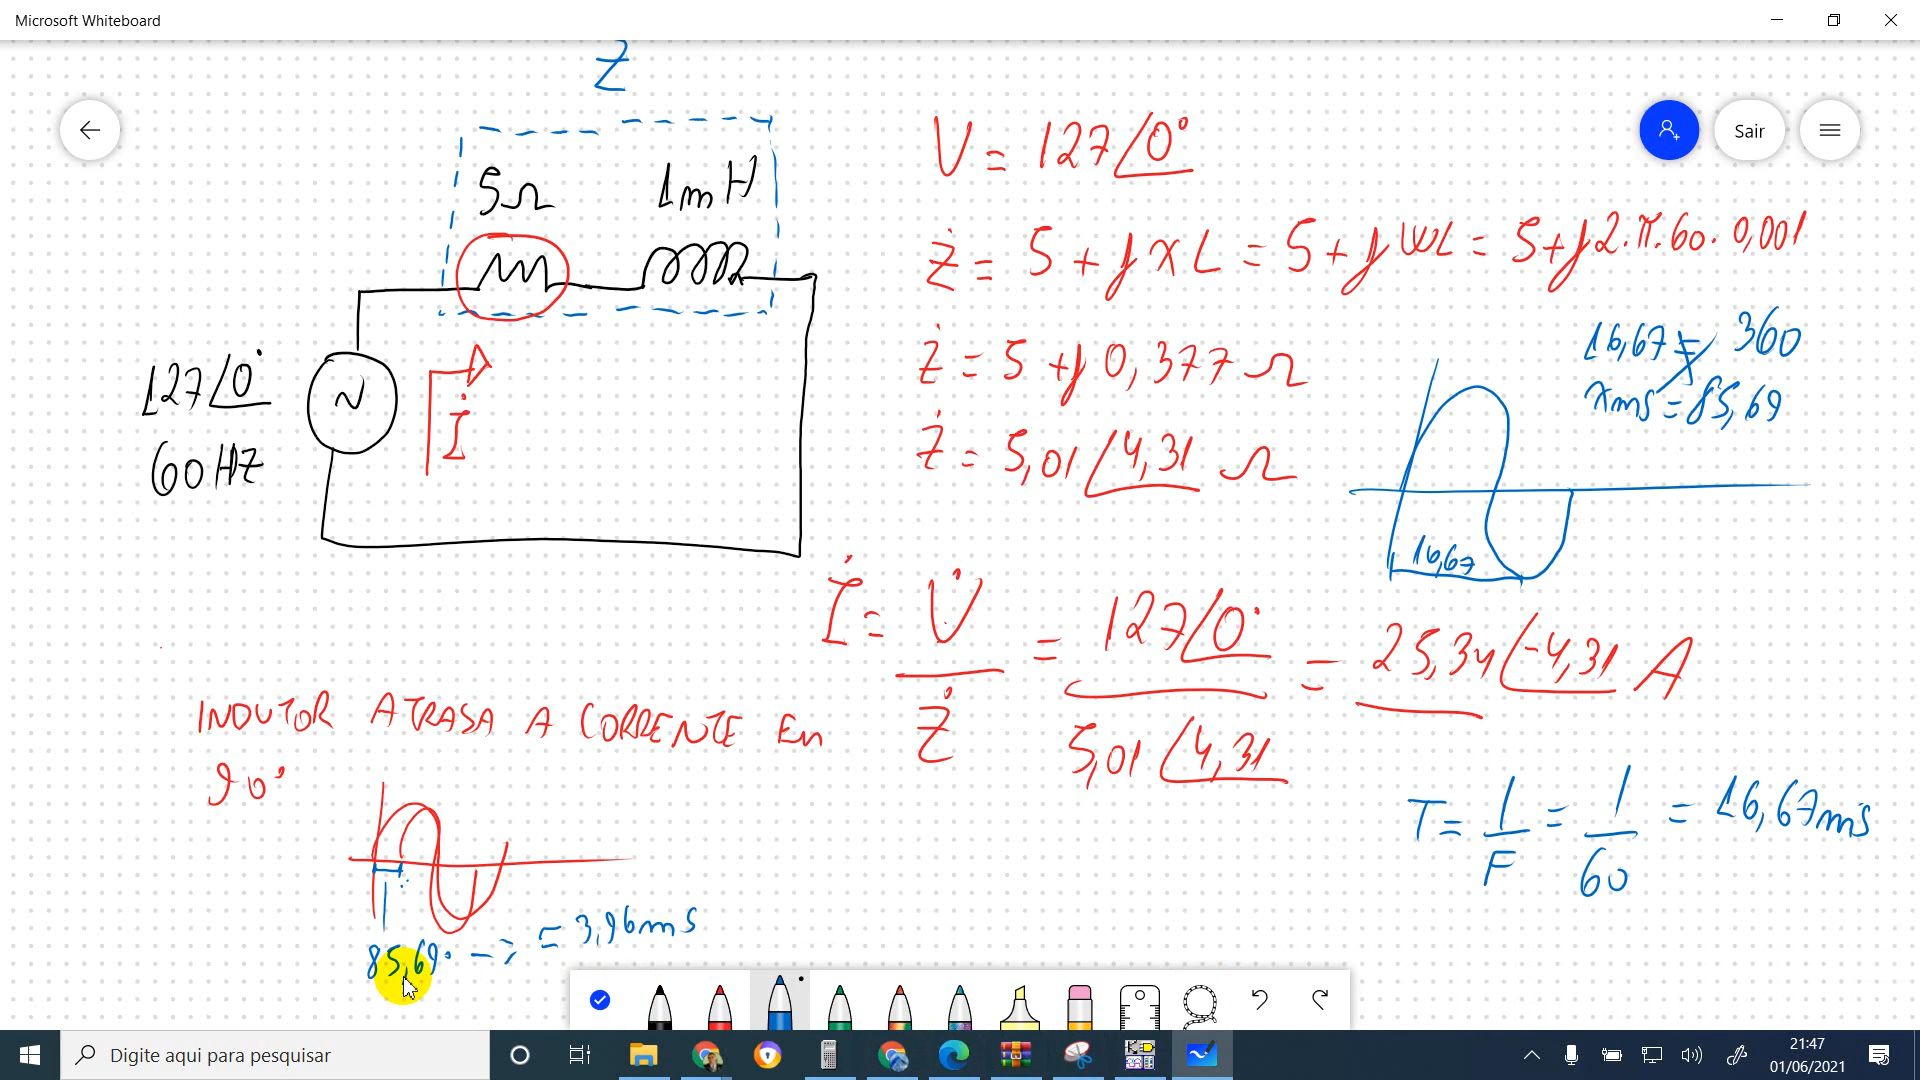 Microsoft Whiteboard
Ż
5Ω 1mH
127∠0°
60HZ
İ
V = 127∠0°
Ż = 5 + jXL = 5 + jWL = 5 + j2.π.60.0,001
Ż = 5 + j0,377 Ω
Ż = 5,01∠4,31 Ω
16,67 = 360
xms = 85,69
16,67
İ = V̇ / Ż = 127∠0° / 5,01∠4,31 = 25,34∠-4,31 A
INDUTOR ATRASA A CORRENTE Em
90°
T = 1/F = 1/60 = 16,67ms
85,69° -> = 3,96ms
Sair
Digite aqui para pesquisar
21:47
01/06/2021